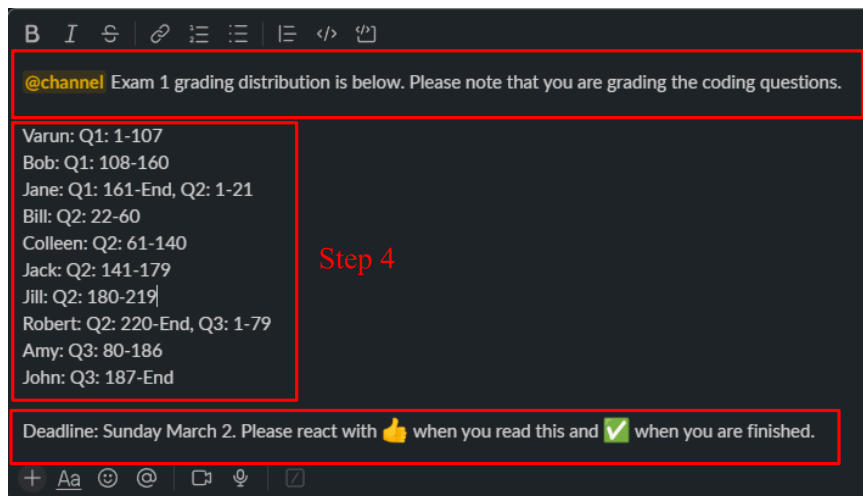 @channel Exam 1 grading distribution is below. Please note that you are grading the coding questions.
Varun: Q1: 1-107
Bob: Q1: 108-160
Jane: Q1: 161-End, Q2: 1-21
Bill: Q2: 22-60
Colleen: Q2: 61-140
Jack: Q2: 141-179
Jill: Q2: 180-219
Robert: Q2: 220-End, Q3: 1-79
Amy: Q3: 80-186
John: Q3: 187-End
Step 4
Deadline: Sunday March 2. Please react with 👍 when you read this and ✅ when you are finished.
Aa